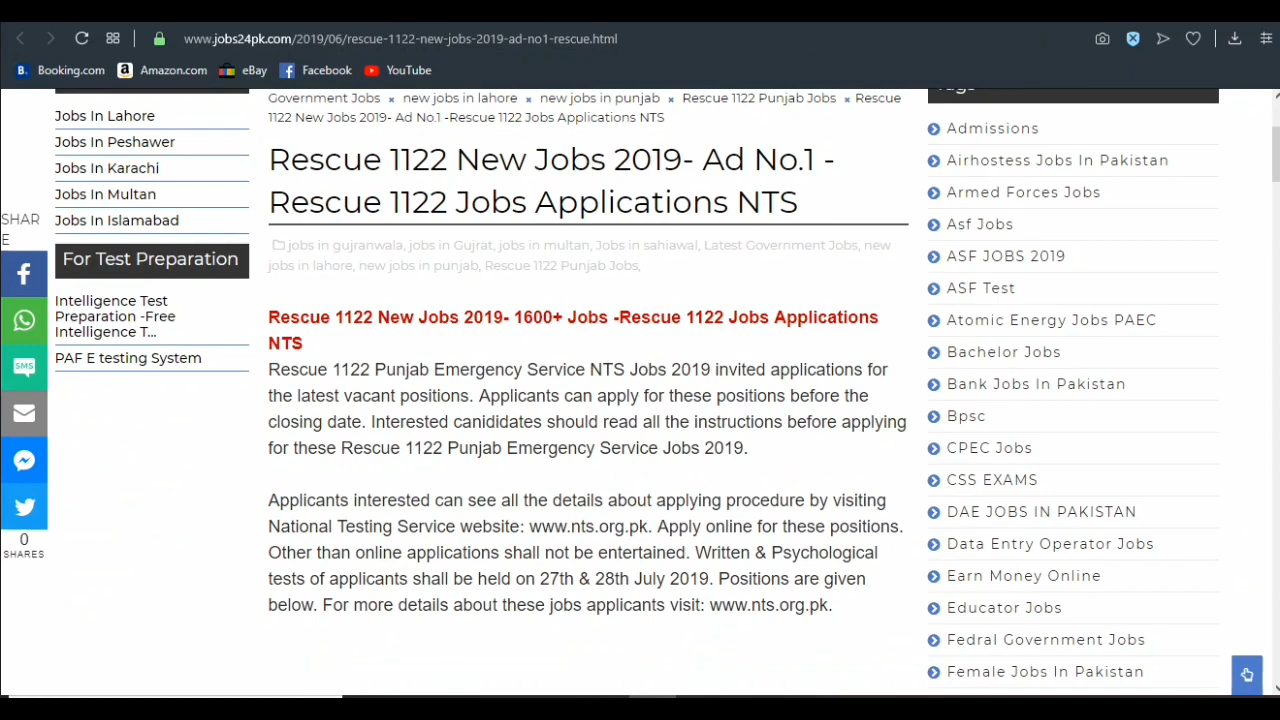 www.jobs24pk.com/2019/06/rescue-1122-new-jobs-2019-ad-no1-rescue.html
B. Booking.com
a Amazon.com
eBay
Facebook
YouTube
Jobs In Lahore
Jobs In Peshawer
Jobs In Karachi
Jobs In Multan
Jobs In Islamabad
For Test Preparation
Intelligence Test
Preparation -Free
Intelligence T...
PAF E testing System
SHAR
E
SMS
0
SHARES
Government Jobs × new jobs in lahore × new jobs in punjab × Rescue 1122 Punjab Jobs × Rescue
1122 New Jobs 2019- Ad No.1 -Rescue 1122 Jobs Applications NTS
Rescue 1122 New Jobs 2019- Ad No.1 -
Rescue 1122 Jobs Applications NTS
jobs in gujranwala, jobs in Gujrat, jobs in multan, Jobs in sahiawal, Latest Government Jobs, new
jobs in lahore, new jobs in punjab, Rescue 1122 Punjab Jobs,
Rescue 1122 New Jobs 2019- 1600+ Jobs -Rescue 1122 Jobs Applications
NTS
Rescue 1122 Punjab Emergency Service NTS Jobs 2019 invited applications for
the latest vacant positions. Applicants can apply for these positions before the
closing date. Interested canididates should read all the instructions before applying
for these Rescue 1122 Punjab Emergency Service Jobs 2019.
Applicants interested can see all the details about applying procedure by visiting
National Testing Service website: www.nts.org.pk. Apply online for these positions.
Other than online applications shall not be entertained. Written & Psychological
tests of applicants shall be held on 27th & 28th July 2019. Positions are given
below. For more details about these jobs applicants visit: www.nts.org.pk.
Tags
Admissions
Airhostess Jobs In Pakistan
Armed Forces Jobs
Asf Jobs
ASF JOBS 2019
ASF Test
Atomic Energy Jobs PAEC
Bachelor Jobs
Bank Jobs In Pakistan
Bpsc
CPEC Jobs
CSS EXAMS
DAE JOBS IN PAKISTAN
Data Entry Operator Jobs
Earn Money Online
Educator Jobs
Fedral Government Jobs
Female Jobs In Pakistan